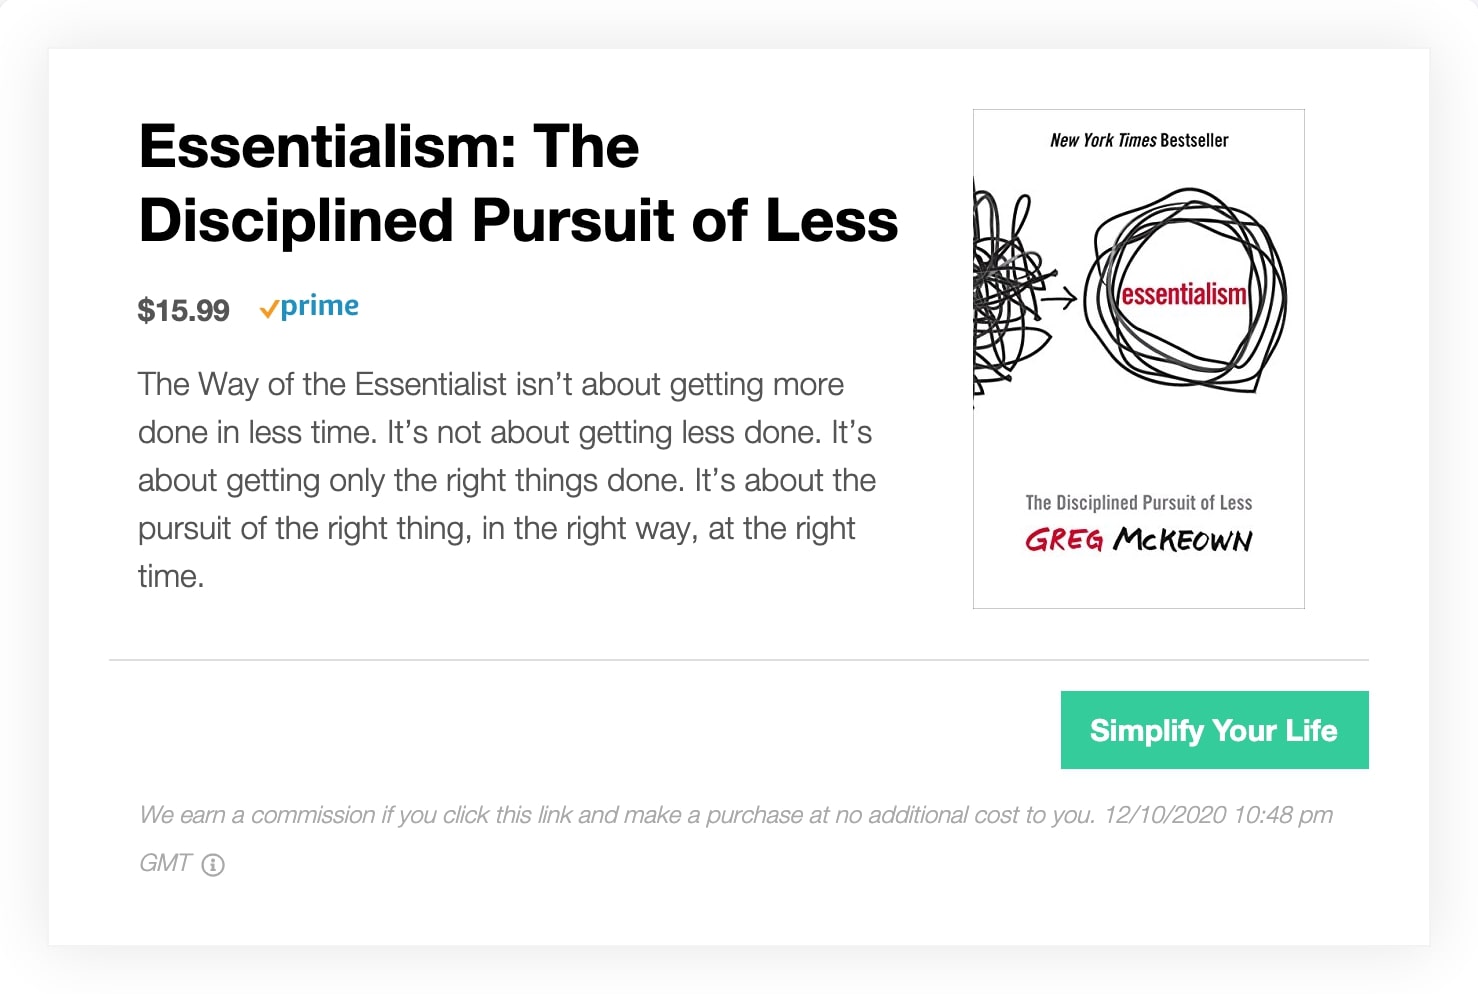 Essentialism: The
Disciplined Pursuit of Less
$15.99 prime
The Way of the Essentialist isn’t about getting more
done in less time. It’s not about getting less done. It’s
about getting only the right things done. It’s about the
pursuit of the right thing, in the right way, at the right
time.
New York Times Bestseller
essentialism
The Disciplined Pursuit of Less
GREG McKEOWN
Simplify Your Life
We earn a commission if you click this link and make a purchase at no additional cost to you. 12/10/2020 10:48 pm
GMT